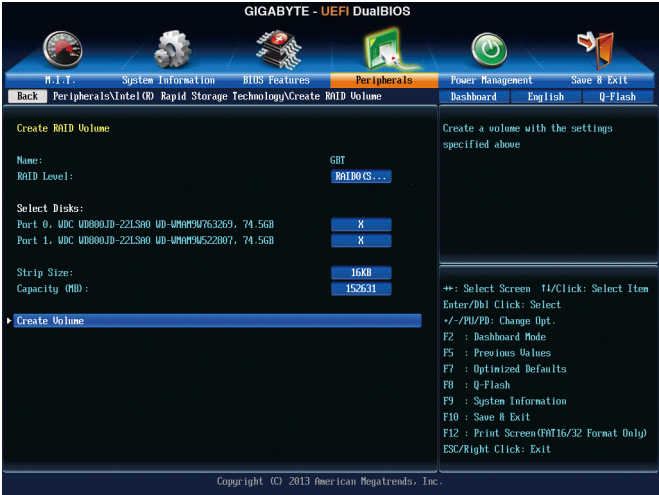 GIGABYTE - UEFI DualBIOS
M.I.T. System Information BIOS Features Peripherals Power Management Save & Exit
Back Peripherals\Intel(R) Rapid Storage Technology\Create RAID Volume Dashboard English Q-Flash
Create RAID Volume
Name: GBT
RAID Level: RAID0(S...
Select Disks:
Port 0, WDC WD800JD-22LSA0 WD-WMAM9W763269, 74.5GB X
Port 1, WDC WD800JD-22LSA0 WD-WMAM9W522807, 74.5GB X
Strip Size: 16KB
Capacity (MB): 152631
Create Volume
Create a volume with the settings
specified above
→←: Select Screen ↑↓/Click: Select Item
Enter/Dbl Click: Select
+/-/PU/PD: Change Opt.
F2 : Dashboard Mode
F5 : Previous Values
F7 : Optimized Defaults
F8 : Q-Flash
F9 : System Information
F10 : Save & Exit
F12 : Print Screen(FAT16/32 Format Only)
ESC/Right Click: Exit
Copyright (C) 2013 American Megatrends, Inc.